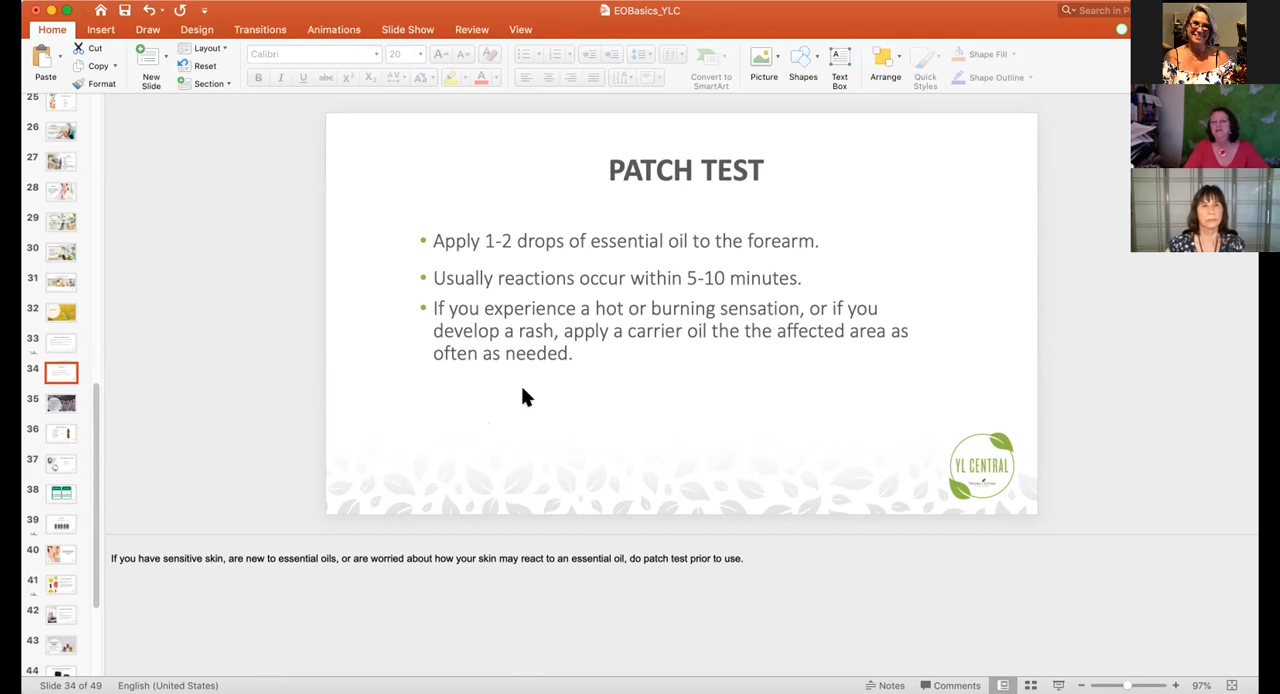 EOBasics_YLC
Search in P
Home Insert Draw Design Transitions Animations Slide Show Review View
Paste
Cut
Copy
Format
New
Slide
Layout
Reset
Section
Calibri
20
Convert to
SmartArt
Picture
Shapes
Text
Box
Arrange
Quick
Styles
Shape Fill
Shape Outline
25
26
27
28
29
30
31
32
33
34
35
36
37
38
39
40
41
42
43
44
PATCH TEST
• Apply 1-2 drops of essential oil to the forearm.
• Usually reactions occur within 5-10 minutes.
• If you experience a hot or burning sensation, or if you
develop a rash, apply a carrier oil the the affected area as
often as needed.
YL CENTRAL
If you have sensitive skin, are new to essential oils, or are worried about how your skin may react to an essential oil, do patch test prior to use.
Slide 34 of 49 English (United States) Notes Comments 97%